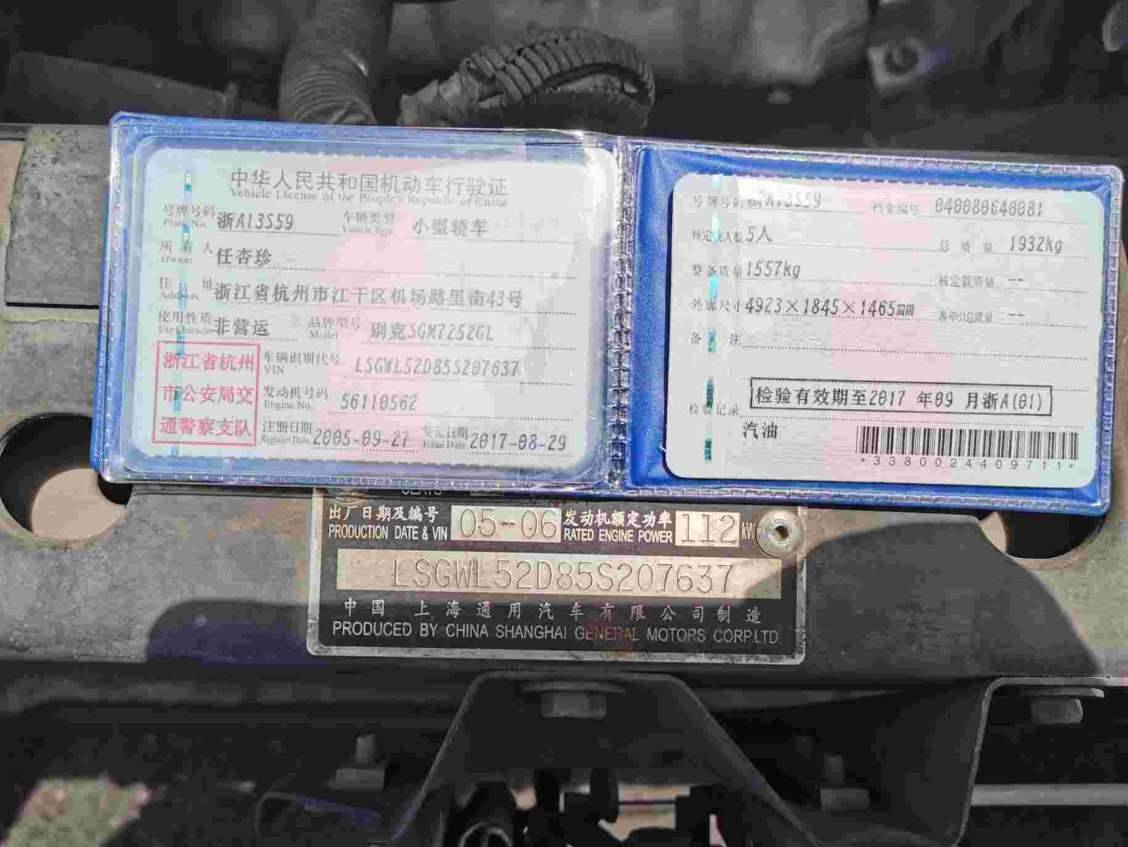 中华人民共和国机动车行驶证
Vehicle License of the People's Republic of China
号牌号码 浙A13S59 车辆类型 小型轿车
Plate No. Vehicle Type
所有人 任杏珍
Owner
住址 浙江省杭州市江干区机场路里街43号
Address
使用性质 非营运 品牌型号 别克SGM7252GL
Use Character Model
浙江省杭州
市公安局交
通警察支队
车辆识别代号 LSGWL52D85S207637
VIN
发动机号码 56110562
Engine No.
注册日期 2005-09-27 发证日期 2017-08-29
Register Date Issue Date
号牌号码 浙A13S59 档案编号 040080640081
核定载人数 5人 总质量 1932kg
整备质量 1557kg 核定载质量 --
外廓尺寸 4923×1845×1465mm 准牵引总质量 --
备注
检验记录 检验有效期至2017 年09 月浙A(01)
汽油
*3380024409711*
出厂日期及编号 05-06 发动机额定功率 112 kW
PRODUCTION DATE & VIN RATED ENGINE POWER
LSGWL52D85S207637
中国 上海通用汽车有限公司制造
PRODUCED BY CHINA SHANGHAI GENERAL MOTORS CORP.LTD.